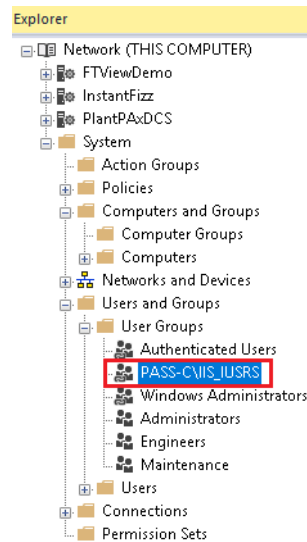 Explorer
Network (THIS COMPUTER)
FTViewDemo
InstantFizz
PlantPAxDCS
System
Action Groups
Policies
Computers and Groups
Computer Groups
Computers
Networks and Devices
Users and Groups
User Groups
Authenticated Users
PASS-C\IIS_IUSRS
Windows Administrators
Administrators
Engineers
Maintenance
Users
Connections
Permission Sets